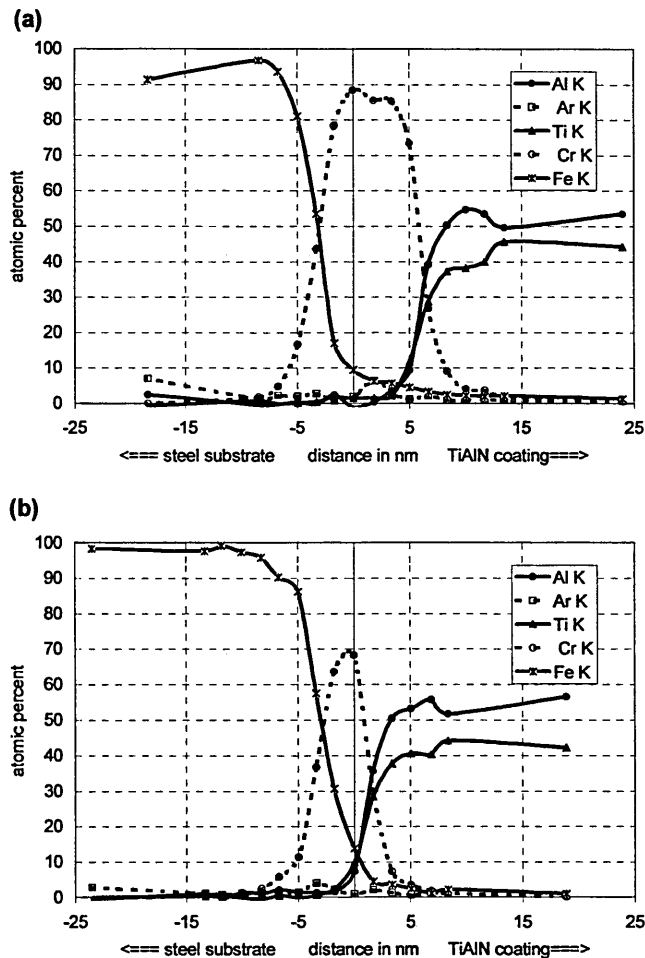 (a)
100
90
80
70
60
50
40
30
20
10
0
atomic percent
Al K
Ar K
Ti K
Cr K
Fe K
-25 -15 -5 5 15 25
<=== steel substrate distance in nm TiAlN coating===>
(b)
100
90
80
70
60
50
40
30
20
10
0
atomic percent
Al K
Ar K
Ti K
Cr K
Fe K
-25 -15 -5 5 15 25
<=== steel substrate distance in nm TiAlN coating===>